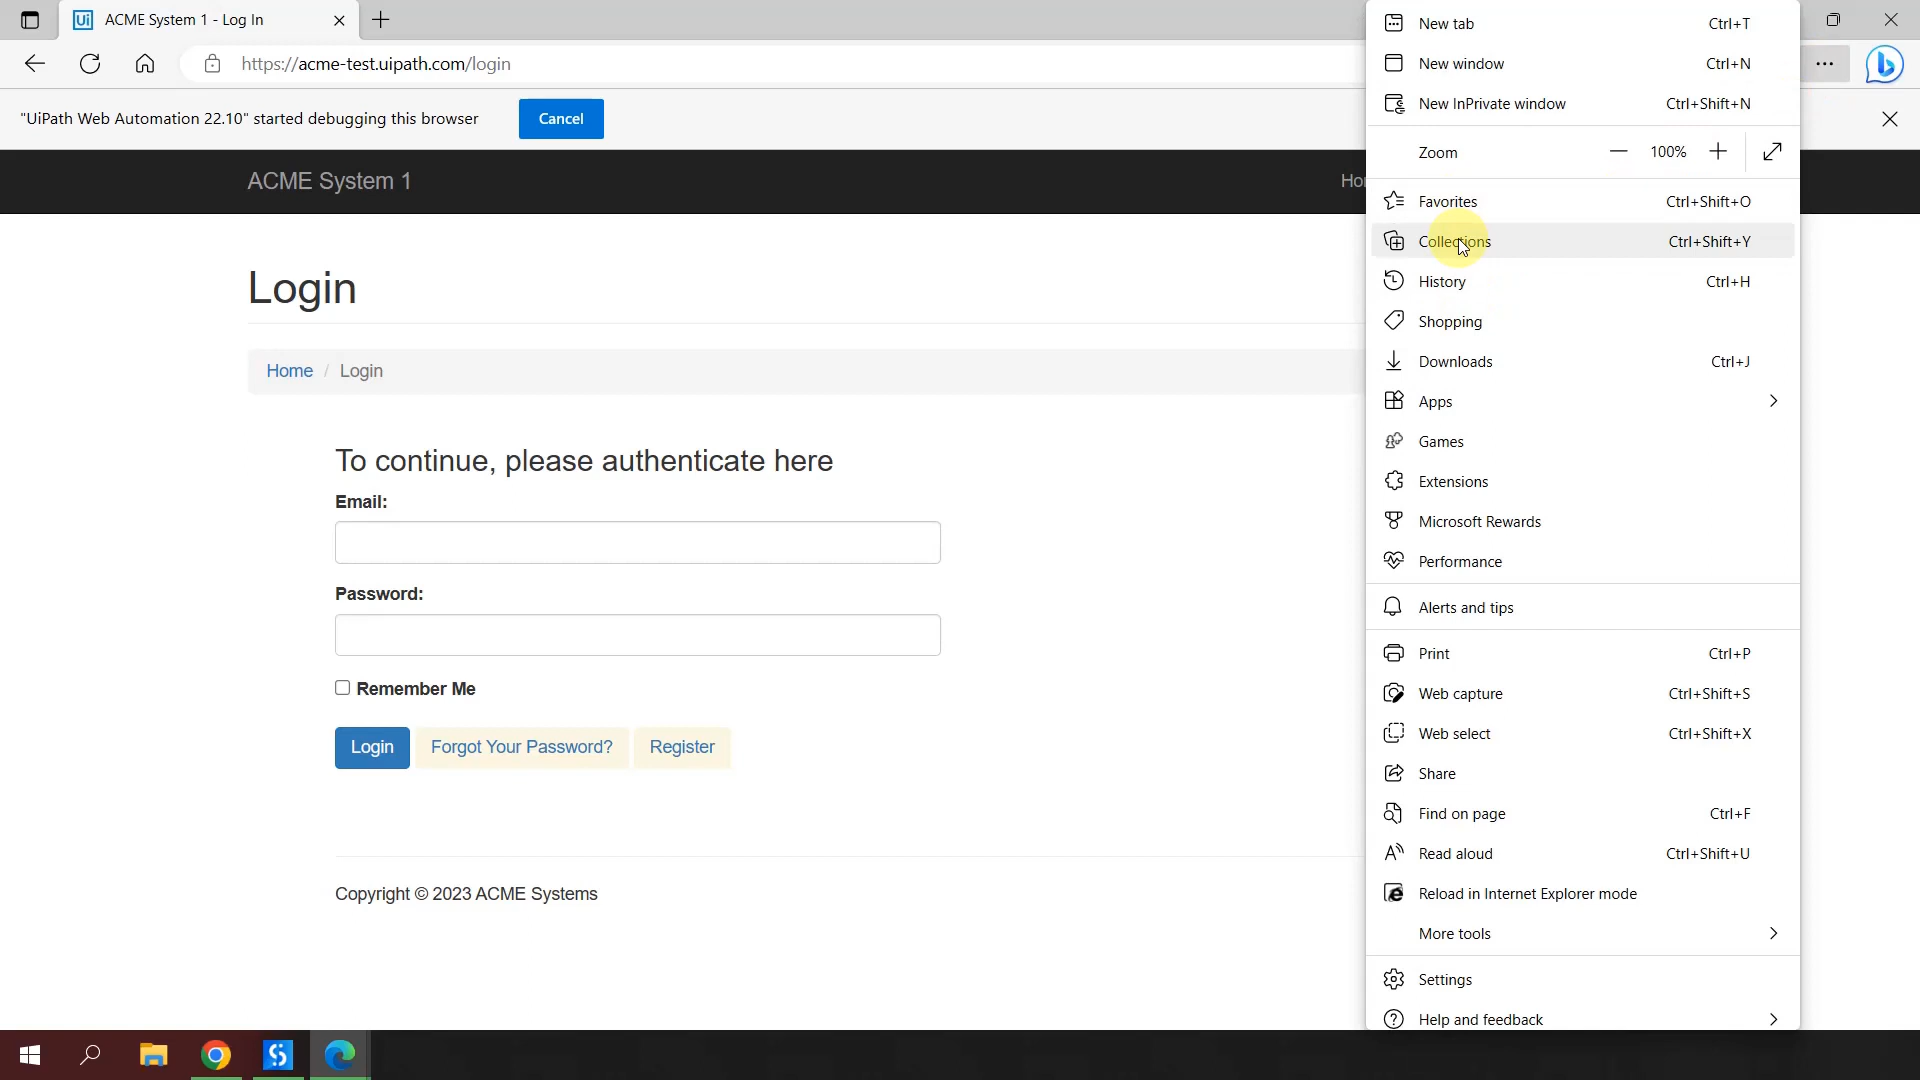 Ui ACME System 1 - Log In
https://acme-test.uipath.com/login
"UiPath Web Automation 22.10" started debugging this browser
Cancel
ACME System 1
Login
Home / Login
To continue, please authenticate here
Email:
Password:
Remember Me
Login Forgot Your Password? Register
Copyright © 2023 ACME Systems
New tab Ctrl+T
New window Ctrl+N
New InPrivate window Ctrl+Shift+N
Zoom 100%
Favorites Ctrl+Shift+O
Collections Ctrl+Shift+Y
History Ctrl+H
Shopping
Downloads Ctrl+J
Apps
Games
Extensions
Microsoft Rewards
Performance
Alerts and tips
Print Ctrl+P
Web capture Ctrl+Shift+S
Web select Ctrl+Shift+X
Share
Find on page Ctrl+F
Read aloud Ctrl+Shift+U
Reload in Internet Explorer mode
More tools
Settings
Help and feedback